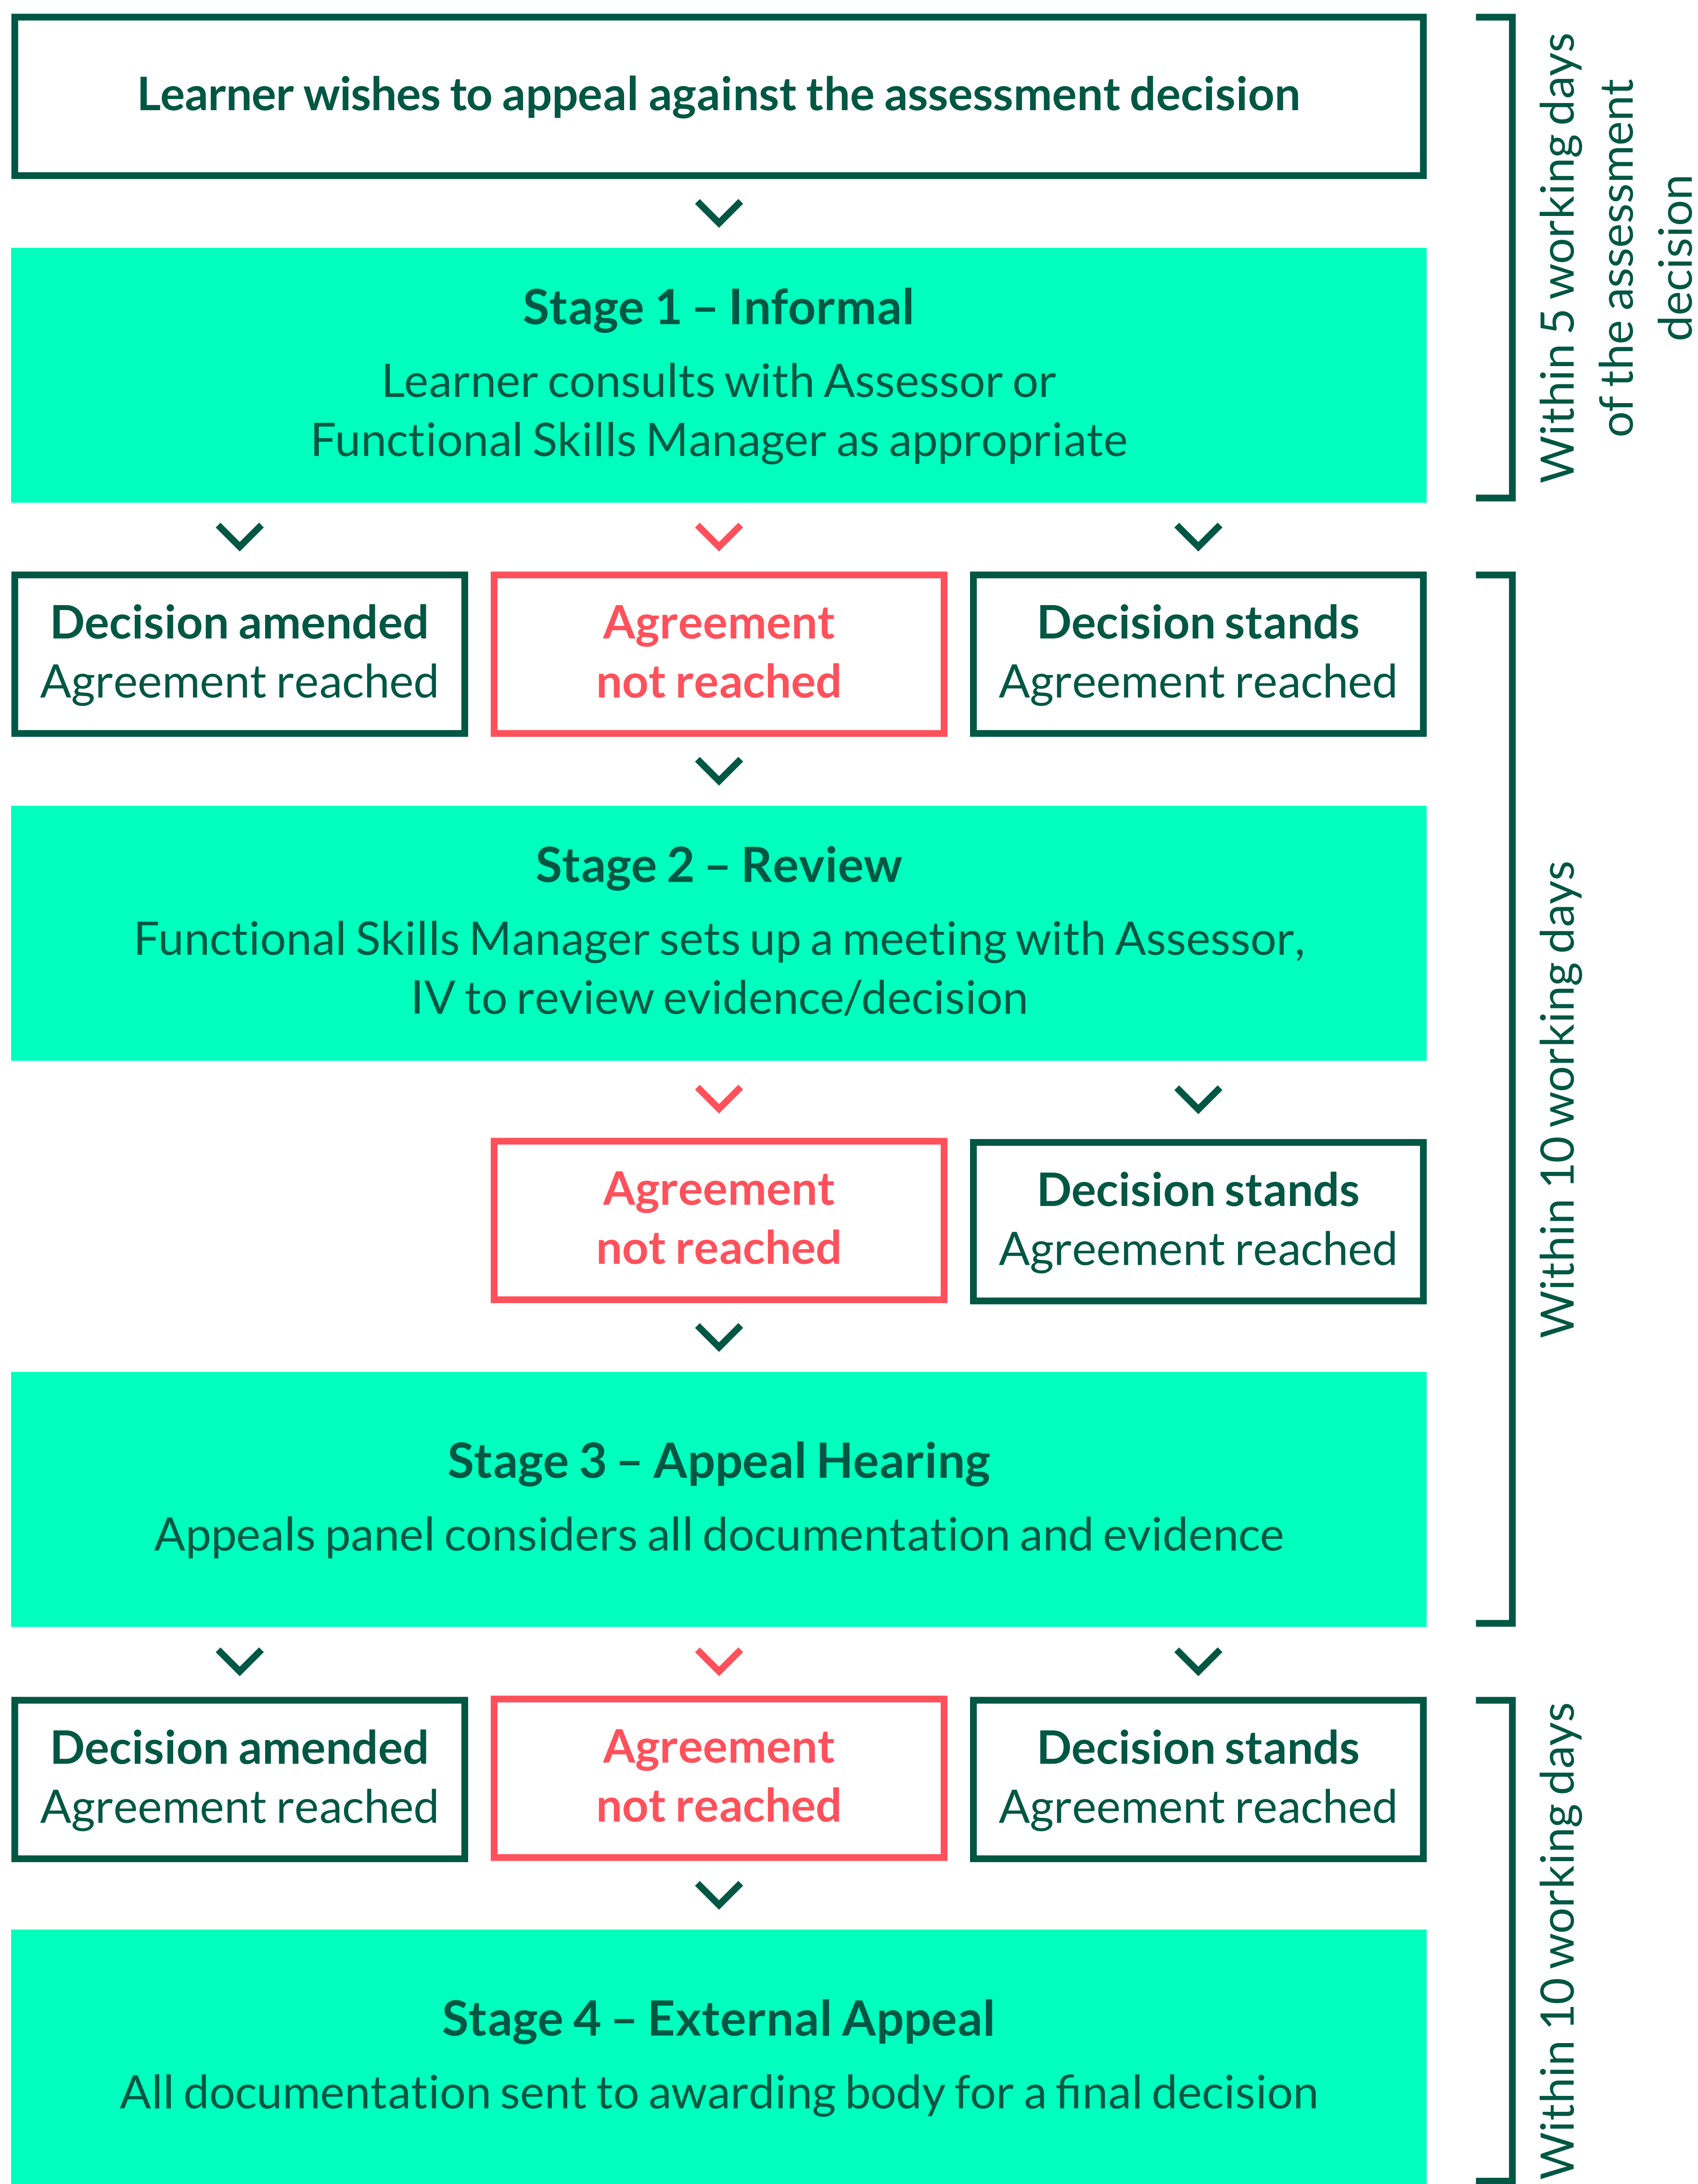 Learner wishes to appeal against the assessment decision
Within 5 working days
of the assessment
decision
Stage 1 – Informal
Learner consults with Assessor or
Functional Skills Manager as appropriate
Decision amended
Agreement reached
Agreement
not reached
Decision stands
Agreement reached
Within 10 working days
Stage 2 – Review
Functional Skills Manager sets up a meeting with Assessor,
IV to review evidence/decision
Agreement
not reached
Decision stands
Agreement reached
Stage 3 – Appeal Hearing
Appeals panel considers all documentation and evidence
Decision amended
Agreement reached
Agreement
not reached
Decision stands
Agreement reached
Within 10 working days
Stage 4 – External Appeal
All documentation sent to awarding body for a final decision